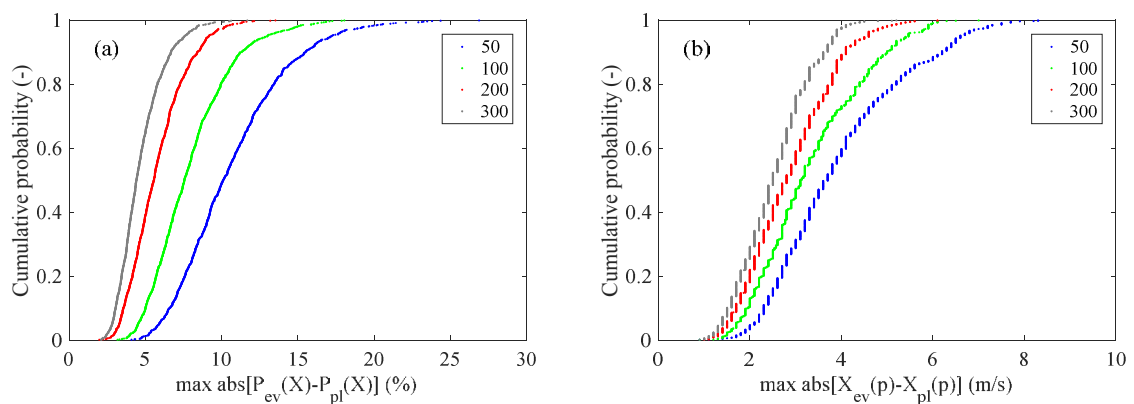 (a)
50
100
200
300
Cumulative probability (-)
1
0.8
0.6
0.4
0.2
0
0 5 10 15 20 25 30
max abs[P_ev(X)-P_pl(X)] (%)
(b)
50
100
200
300
Cumulative probability (-)
1
0.8
0.6
0.4
0.2
0
0 2 4 6 8 10
max abs[X_ev(p)-X_pl(p)] (m/s)